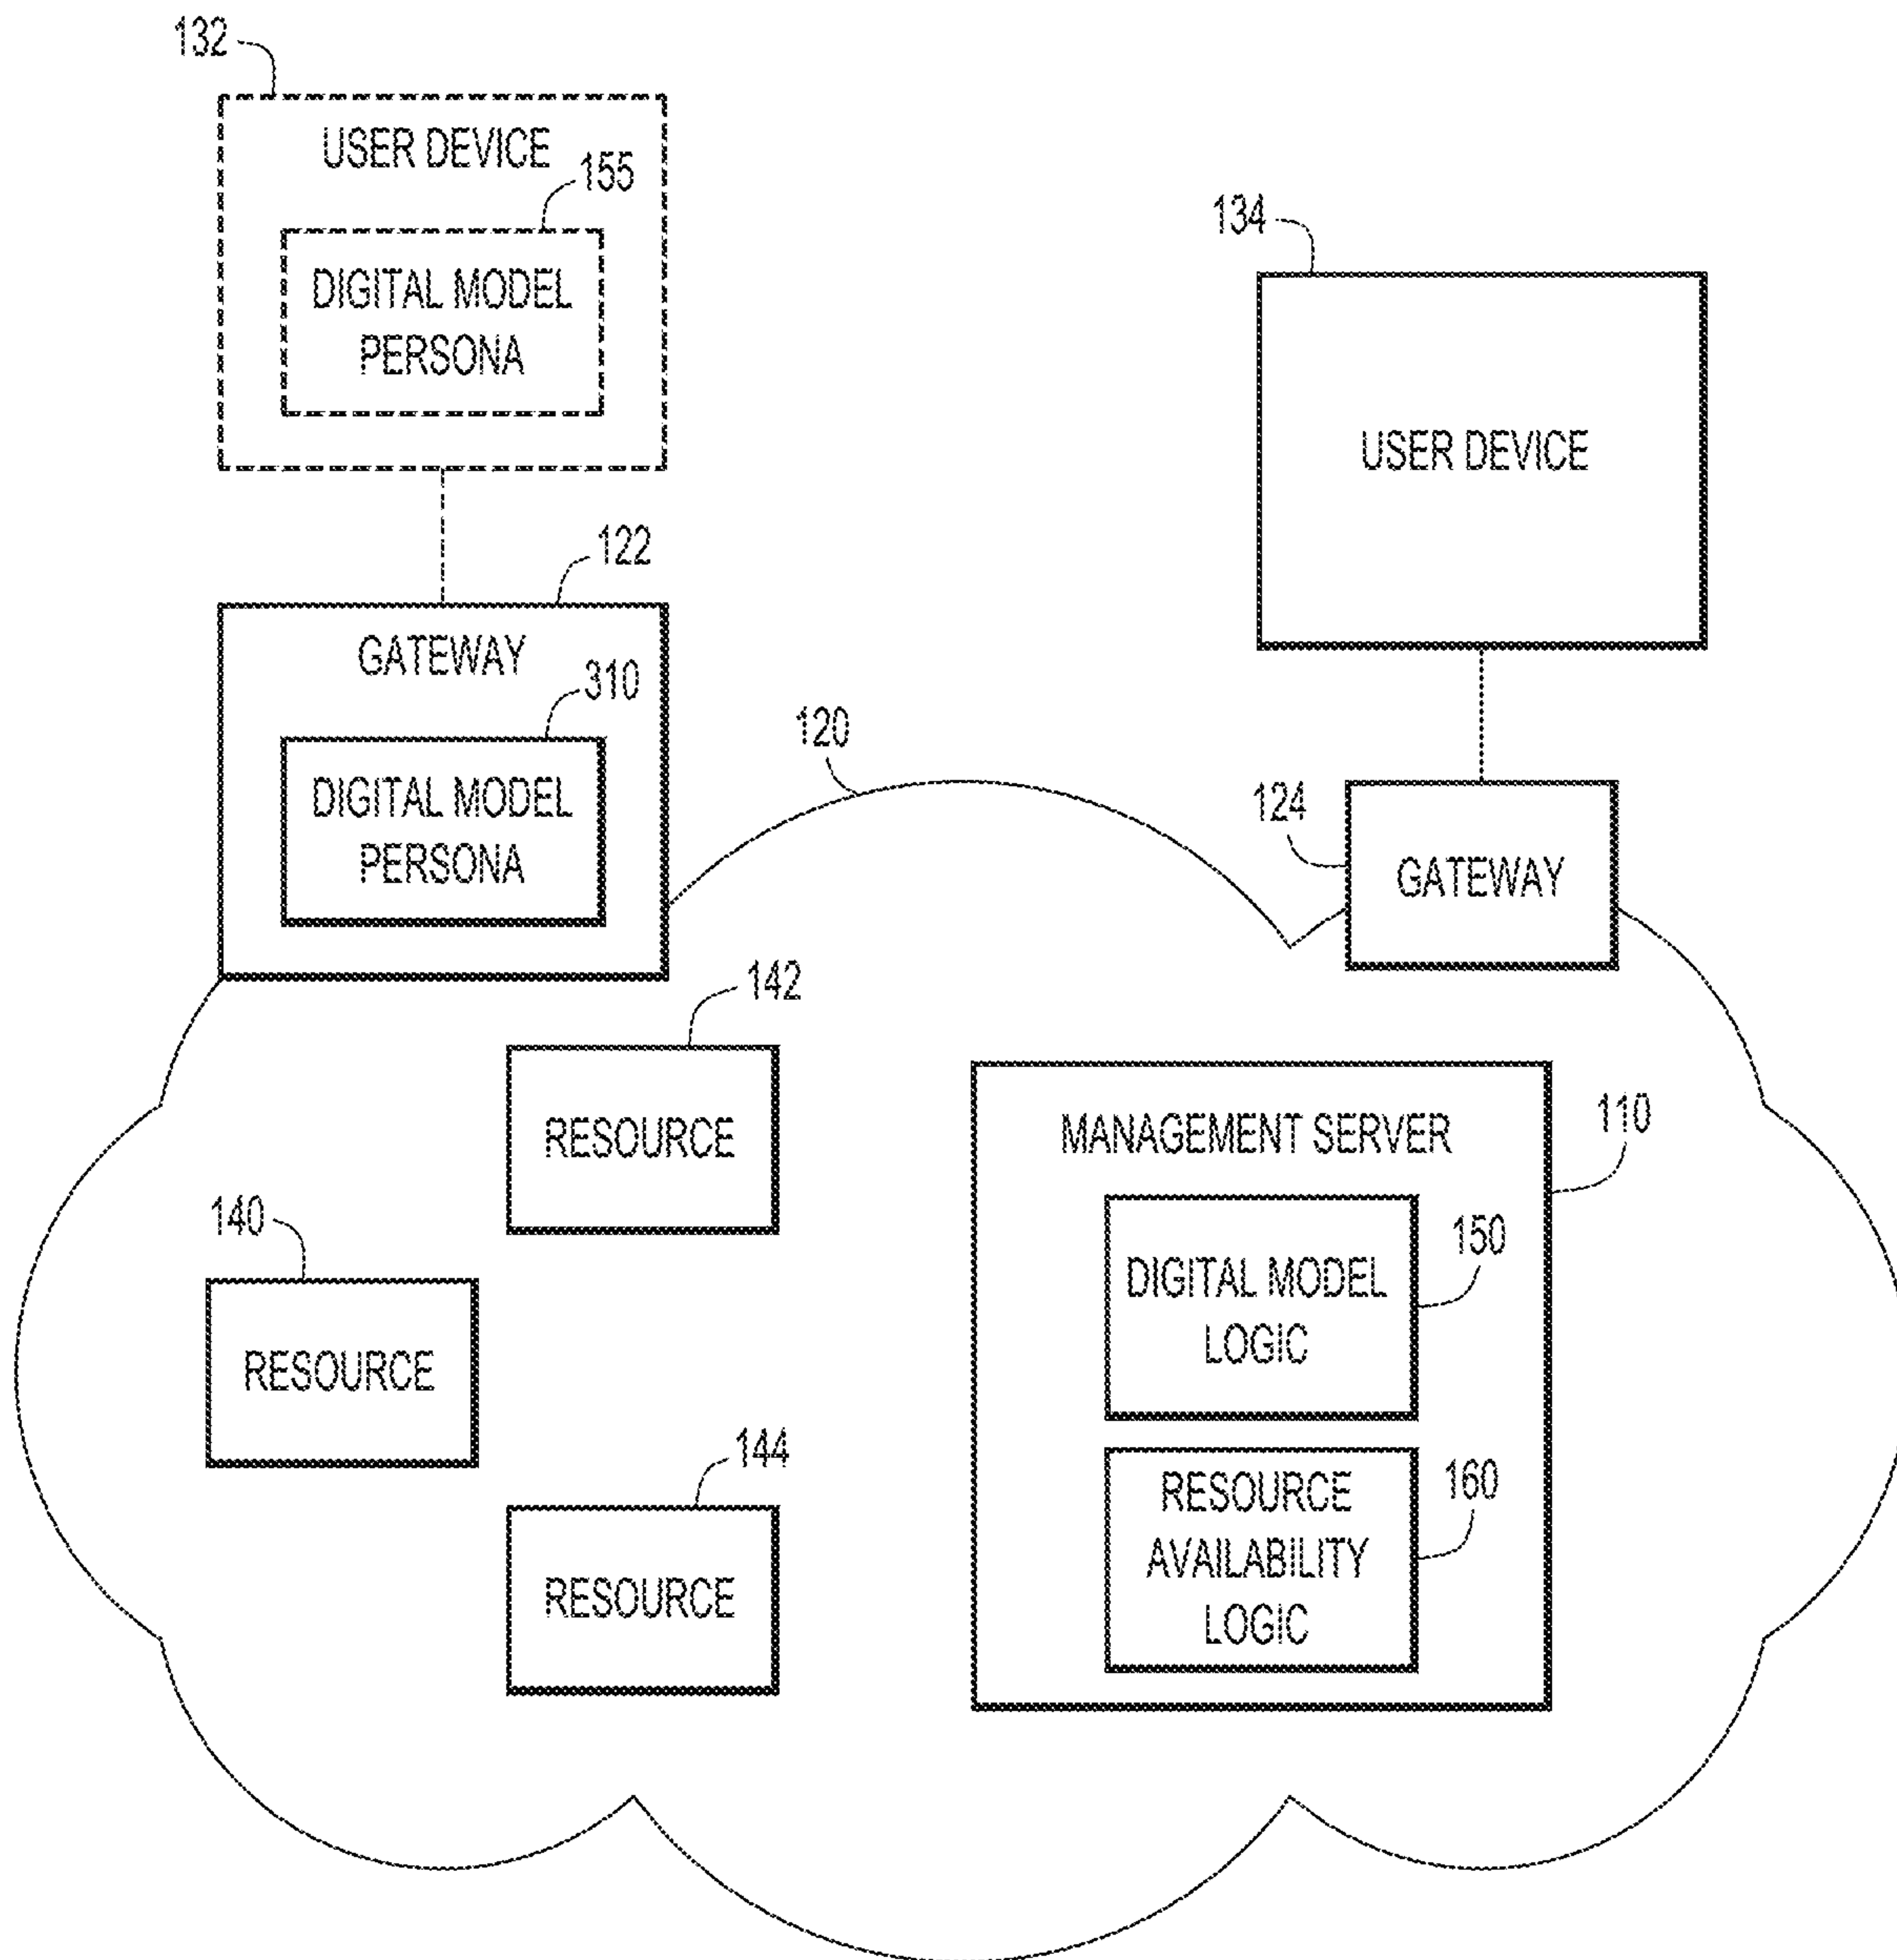 132
USER DEVICE
155
DIGITAL MODEL
PERSONA
134
USER DEVICE
122
GATEWAY
310
DIGITAL MODEL
PERSONA
120
124
GATEWAY
142
RESOURCE
MANAGEMENT SERVER
110
140
RESOURCE
DIGITAL MODEL
LOGIC
150
144
RESOURCE
RESOURCE
AVAILABILITY
LOGIC
160